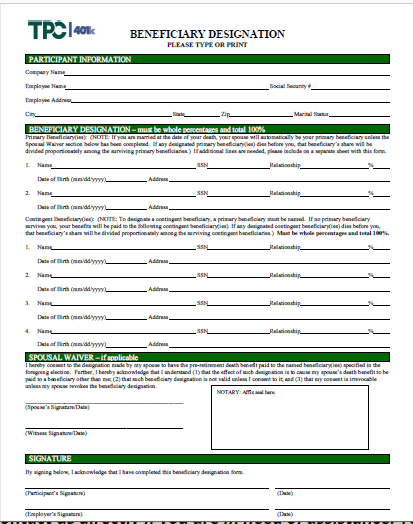 TPC 401k
BENEFICIARY DESIGNATION
PLEASE TYPE OR PRINT
PARTICIPANT INFORMATION
Company Name
Employee Name Social Security #
Employee Address
City State Zip Marital Status
BENEFICIARY DESIGNATION – must be whole percentages and total 100%
Primary Beneficiary(ies): (NOTE: If you are married at the date of your death, your spouse will automatically be your primary beneficiary unless the
Spousal Waiver section below has been completed. If any designated primary beneficiary(ies) dies before you, that beneficiary's share will be
divided proportionately among the surviving primary beneficiaries.) If additional lines are needed, please include on a separate sheet with this form.
1. Name SSN Relationship %
Date of Birth (mm/dd/yyyy) Address
2. Name SSN Relationship %
Date of Birth (mm/dd/yyyy) Address
Contingent Beneficiary(ies): (NOTE: To designate a contingent beneficiary, a primary beneficiary must be named. If no primary beneficiary
survives you, your benefits will be paid to the following contingent beneficiary(ies) If any designated contingent beneficiary(ies) dies before you,
that beneficiary's share will be divided proportionately among the surviving contingent beneficiaries.) Must be whole percentages and total 100%.
1. Name SSN Relationship %
Date of Birth (mm/dd/yyyy) Address
2. Name SSN Relationship %
Date of Birth (mm/dd/yyyy) Address
3. Name SSN Relationship %
Date of Birth (mm/dd/yyyy) Address
4. Name SSN Relationship %
Date of Birth (mm/dd/yyyy) Address
SPOUSAL WAIVER – if applicable
I hereby consent to the designation made by my spouse to have the pre-retirement death benefit paid to the named beneficiary(ies) specified in the
foregoing election. Further, I hereby acknowledge that I understand (1) that the effect of such designation is to cause my spouse's death benefit to be
paid to a beneficiary other than me; (2) that such beneficiary designation is not valid unless I consent to it; and (3) that my consent is irrevocable
unless my spouse revokes the beneficiary designation.
NOTARY: Affix seal here.
(Spouse's Signature/Date)
(Witness Signature/Date)
SIGNATURE
By signing below, I acknowledge that I have completed this beneficiary designation form.
(Participant's Signature) (Date)
(Employer's Signature) (Date)